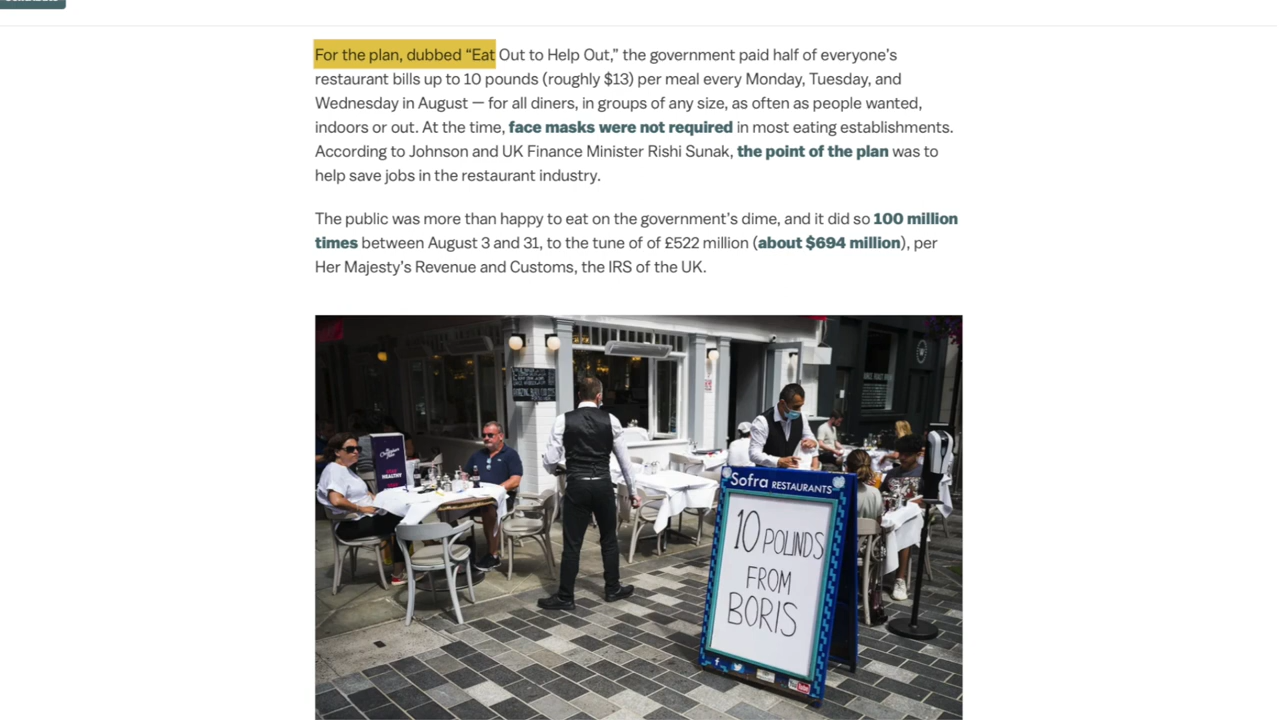 For the plan, dubbed “Eat Out to Help Out,” the government paid half of everyone’s
restaurant bills up to 10 pounds (roughly $13) per meal every Monday, Tuesday, and
Wednesday in August — for all diners, in groups of any size, as often as people wanted,
indoors or out. At the time, face masks were not required in most eating establishments.
According to Johnson and UK Finance Minister Rishi Sunak, the point of the plan was to
help save jobs in the restaurant industry.
The public was more than happy to eat on the government’s dime, and it did so 100 million
times between August 3 and 31, to the tune of of £522 million (about $694 million), per
Her Majesty’s Revenue and Customs, the IRS of the UK.
HEALTHY
Sofra RESTAURANTS
10 POUNDS
FROM
BORIS